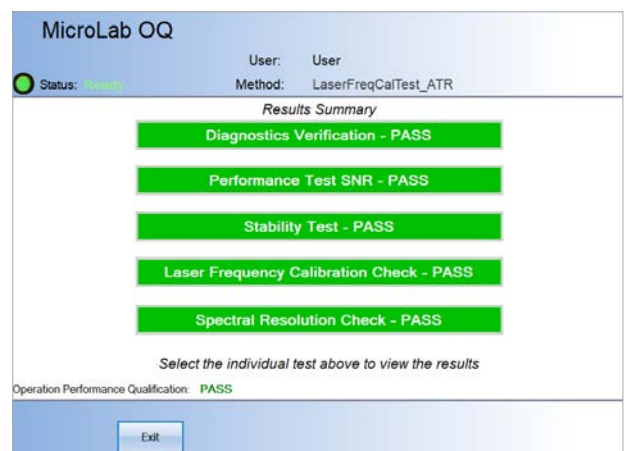 MicroLab OQ
User: User
Status: Ready Method: LaserFreqCalTest_ATR
Results Summary
Diagnostics Verification - PASS
Performance Test SNR - PASS
Stability Test - PASS
Laser Frequency Calibration Check - PASS
Spectral Resolution Check - PASS
Select the individual test above to view the results
Operation Performance Qualification: PASS
Exit